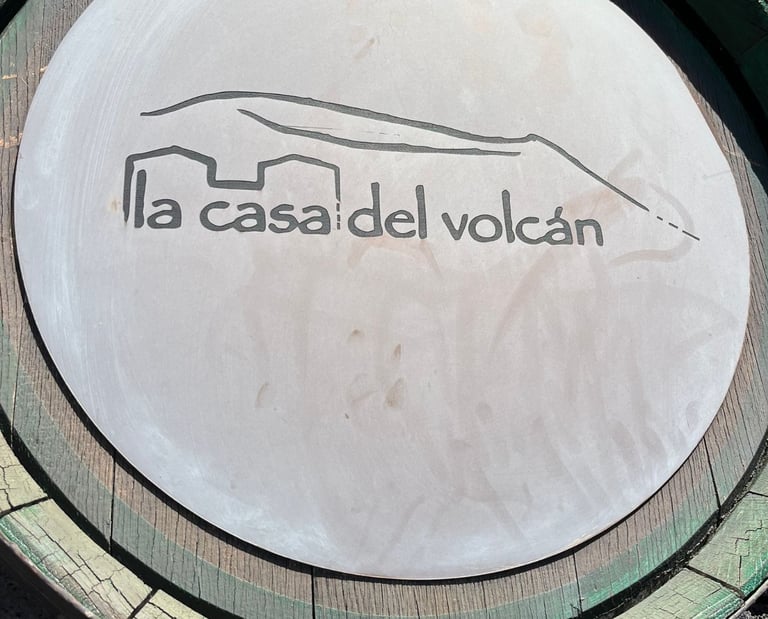 la casa del volcán